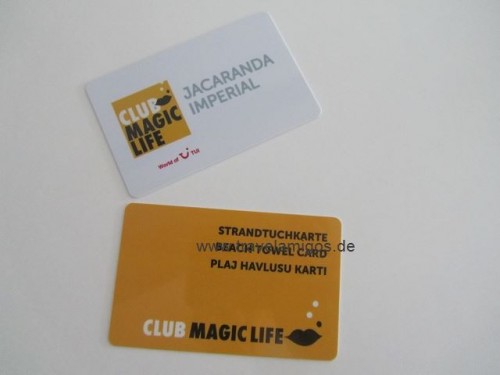 CLUB
MAGIC
LIFE
JACARANDA
IMPERIAL
World of TUI
STRANDTUCHKARTE
www.travelamigos.de
BEACH TOWEL CARD
PLAJ HAVLUSU KARTI
CLUB MAGIC LIFE